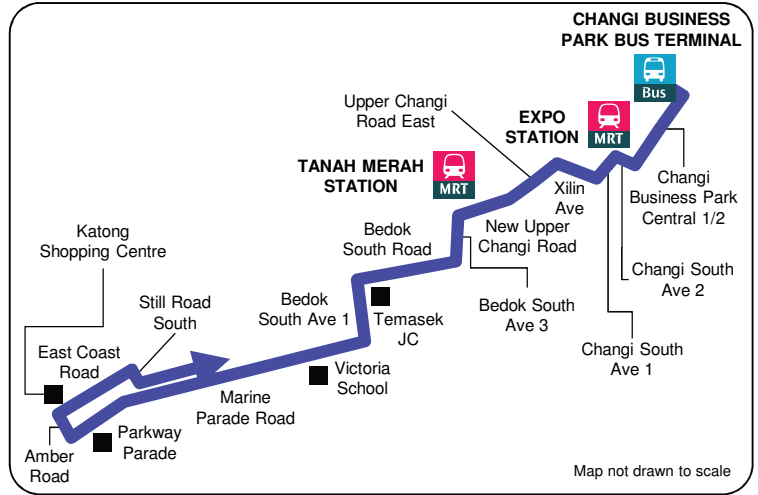 CHANGI BUSINESS
PARK BUS TERMINAL
Bus
Upper Changi
Road East
EXPO
STATION
MRT
TANAH MERAH
STATION
MRT
Xilin
Ave
Changi
Business Park
Central 1/2
Katong
Shopping Centre
Bedok
South Road
New Upper
Changi Road
Changi South
Ave 2
Still Road
South
Bedok
South Ave 1
Temasek
JC
Bedok South
Ave 3
Changi South
Ave 1
East Coast
Road
Victoria
School
Marine
Parade Road
Parkway
Parade
Amber
Road
Map not drawn to scale